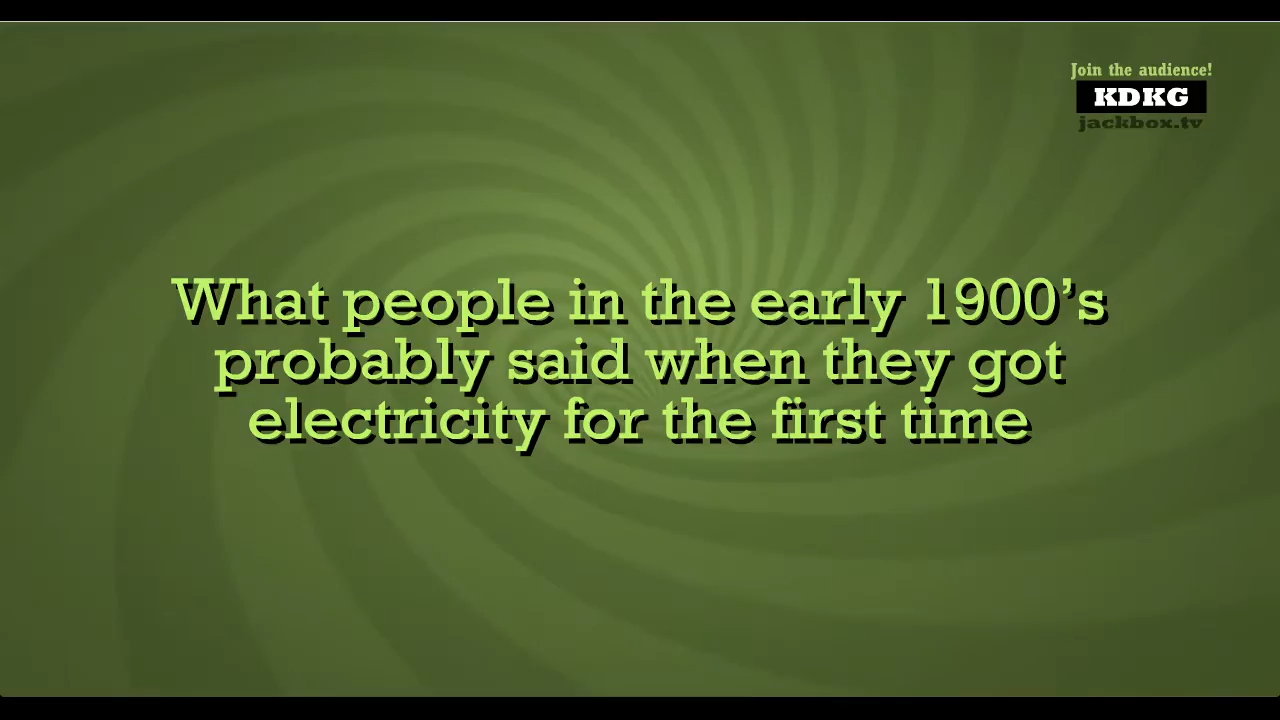 Join the audience!
KDKG
jackbox.tv
What people in the early 1900’s
probably said when they got
electricity for the first time